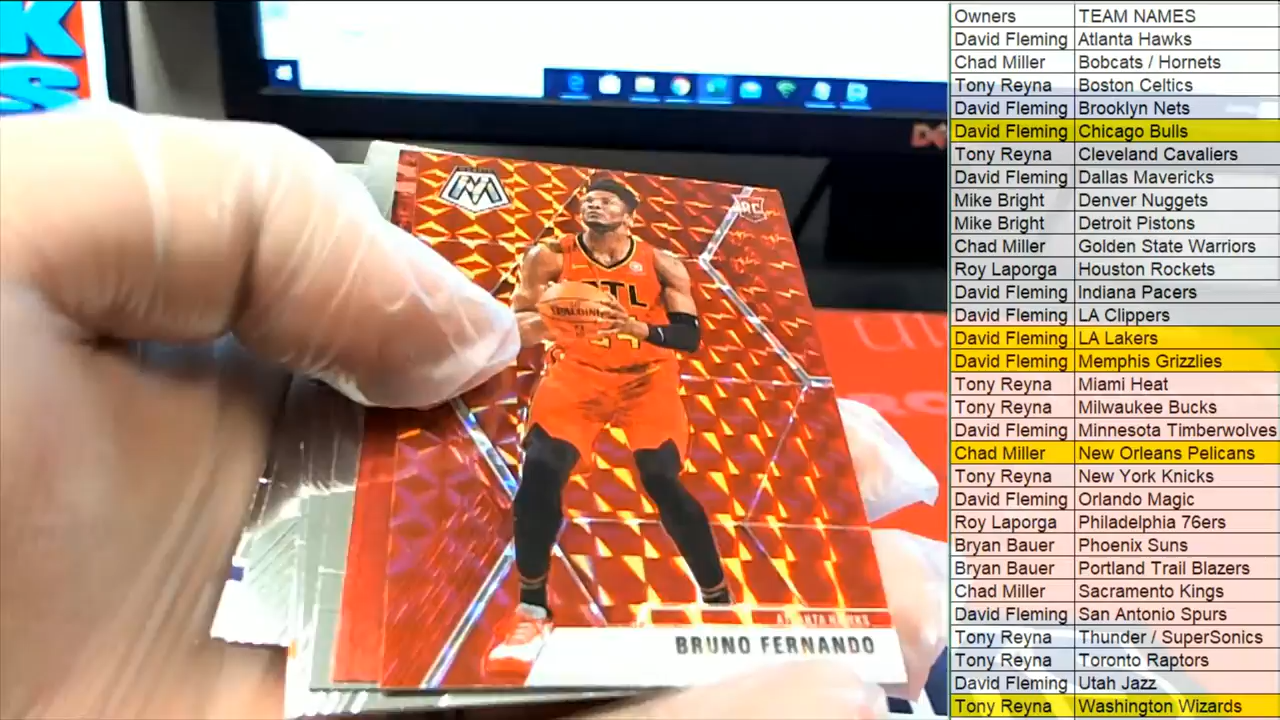 K
S
M
RC
ATL
SPALDING
24
ATLANTA HAWKS
BRUNO FERNANDO
Owners TEAM NAMES
David Fleming Atlanta Hawks
Chad Miller Bobcats / Hornets
Tony Reyna Boston Celtics
David Fleming Brooklyn Nets
David Fleming Chicago Bulls
Tony Reyna Cleveland Cavaliers
David Fleming Dallas Mavericks
Mike Bright Denver Nuggets
Mike Bright Detroit Pistons
Chad Miller Golden State Warriors
Roy Laporga Houston Rockets
David Fleming Indiana Pacers
David Fleming LA Clippers
David Fleming LA Lakers
David Fleming Memphis Grizzlies
Tony Reyna Miami Heat
Tony Reyna Milwaukee Bucks
David Fleming Minnesota Timberwolves
Chad Miller New Orleans Pelicans
Tony Reyna New York Knicks
David Fleming Orlando Magic
Roy Laporga Philadelphia 76ers
Bryan Bauer Phoenix Suns
Bryan Bauer Portland Trail Blazers
Chad Miller Sacramento Kings
David Fleming San Antonio Spurs
Tony Reyna Thunder / SuperSonics
Tony Reyna Toronto Raptors
David Fleming Utah Jazz
Tony Reyna Washington Wizards